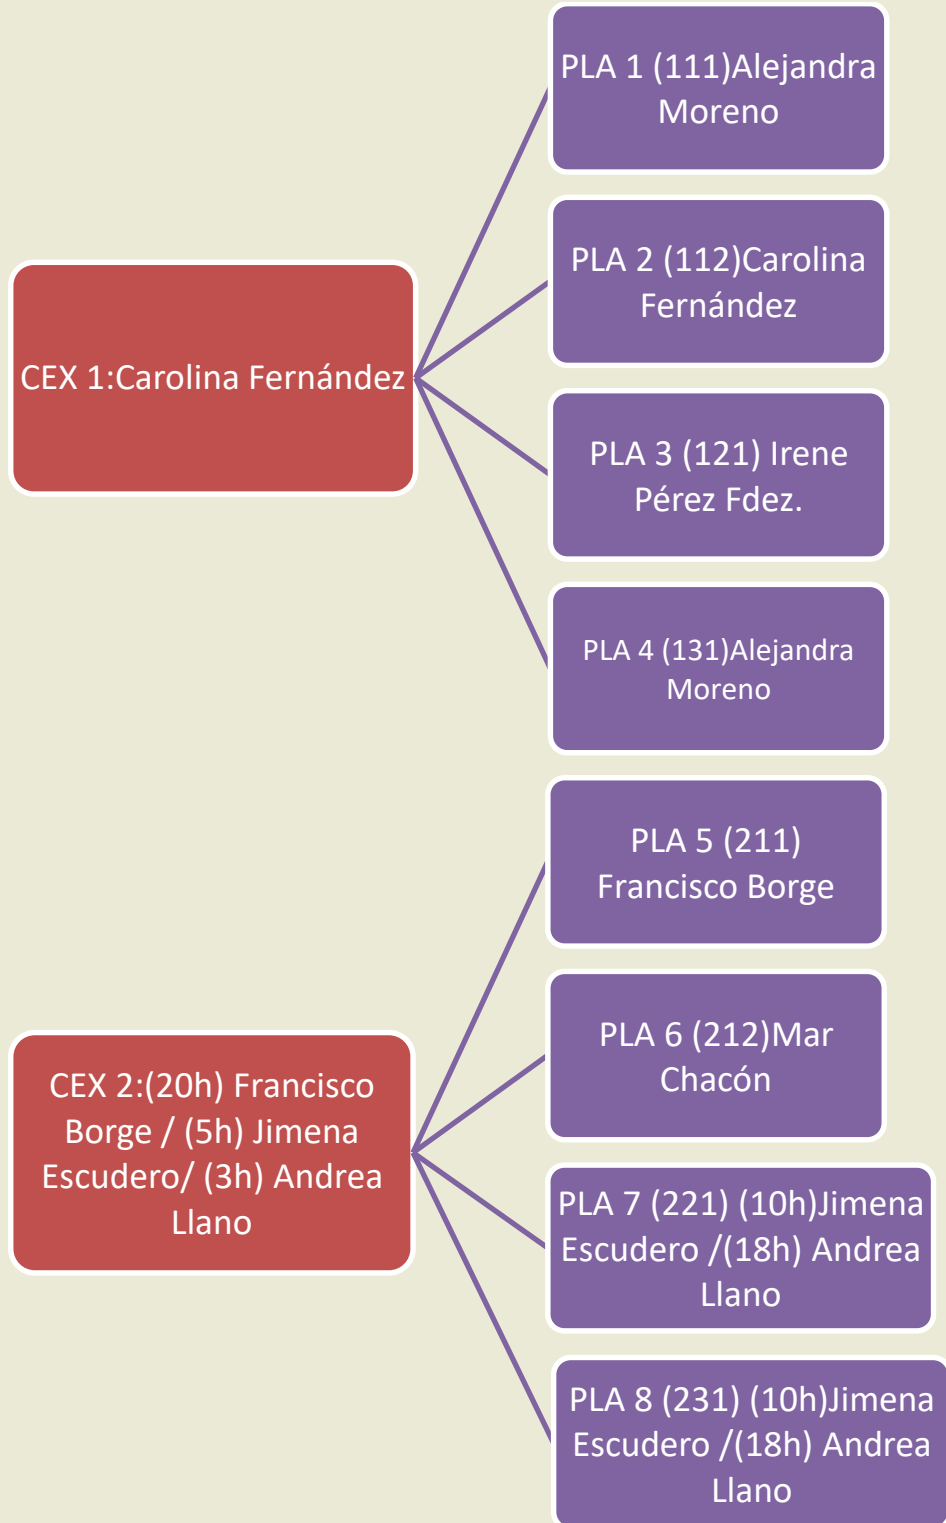 PLA 1 (111)Alejandra
Moreno
PLA 2 (112)Carolina
Fernández
CEX 1:Carolina Fernández
PLA 3 (121) Irene
Pérez Fdez.
PLA 4 (131)Alejandra
Moreno
PLA 5 (211)
Francisco Borge
PLA 6 (212)Mar
Chacón
CEX 2:(20h) Francisco
Borge / (5h) Jimena
Escudero/ (3h) Andrea
Llano
PLA 7 (221) (10h)Jimena
Escudero /(18h) Andrea
Llano
PLA 8 (231) (10h)Jimena
Escudero /(18h) Andrea
Llano